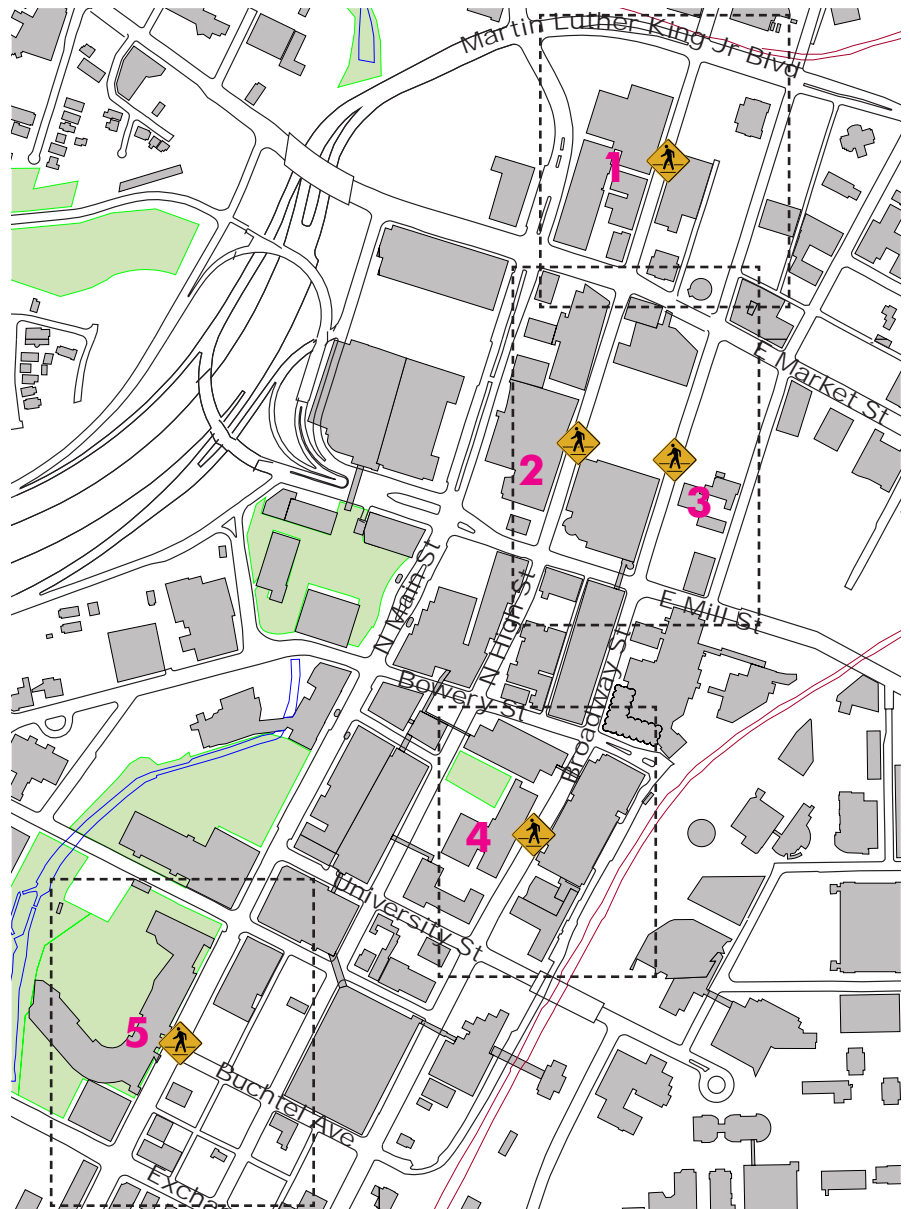 Martin Luther King Jr Blvd
1
E Market St
2
3
N Main St
N High St
E Mill St
Broadway St
Bowery St
4
University St
5
Buchtel Ave
Excha